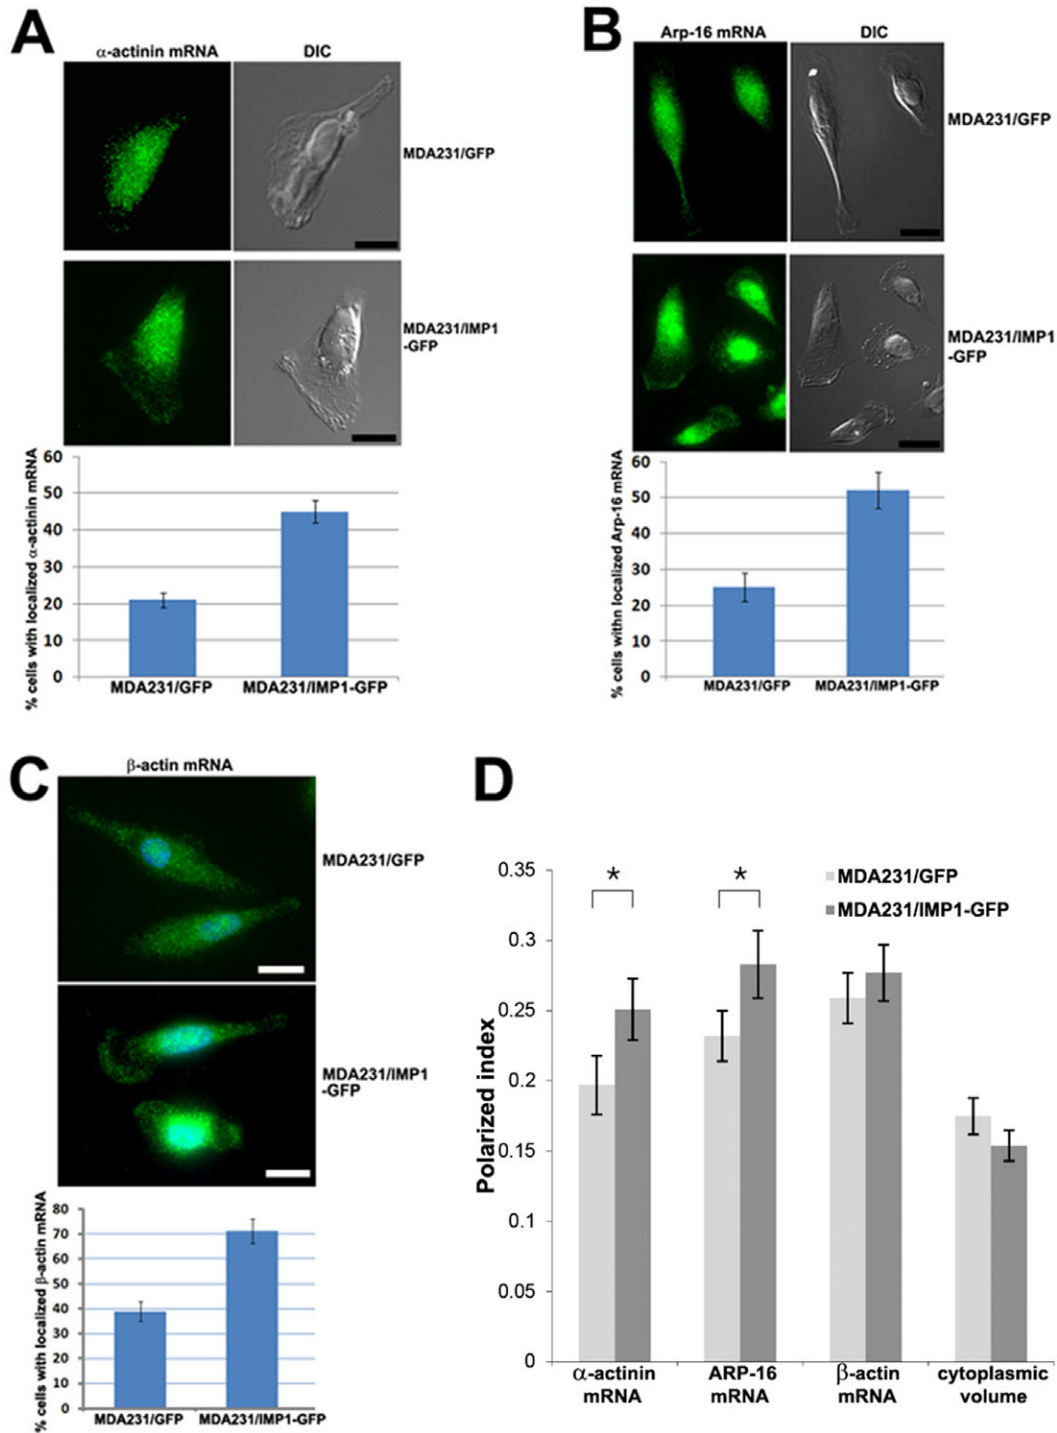 A
α-actinin mRNA
DIC
MDA231/GFP
MDA231/IMP1
-GFP
% cells with localized α-actinin mRNA
60
50
40
30
20
10
0
MDA231/GFP
MDA231/IMP1-GFP
B
Arp-16 mRNA
DIC
MDA231/GFP
MDA231/IMP1
-GFP
% cells withn localized Arp-16 mRNA
60
50
40
30
20
10
0
MDA231/GFP
MDA231/IMP1-GFP
C
β-actin mRNA
MDA231/GFP
MDA231/IMP1
-GFP
% cells with localized β-actin mRNA
80
70
60
50
40
30
20
10
0
MDA231/GFP
MDA231/IMP1-GFP
D
Polarized index
0.35
0.3
0.25
0.2
0.15
0.1
0.05
0
*
*
MDA231/GFP
MDA231/IMP1-GFP
α-actinin
mRNA
ARP-16
mRNA
β-actin
mRNA
cytoplasmic
volume